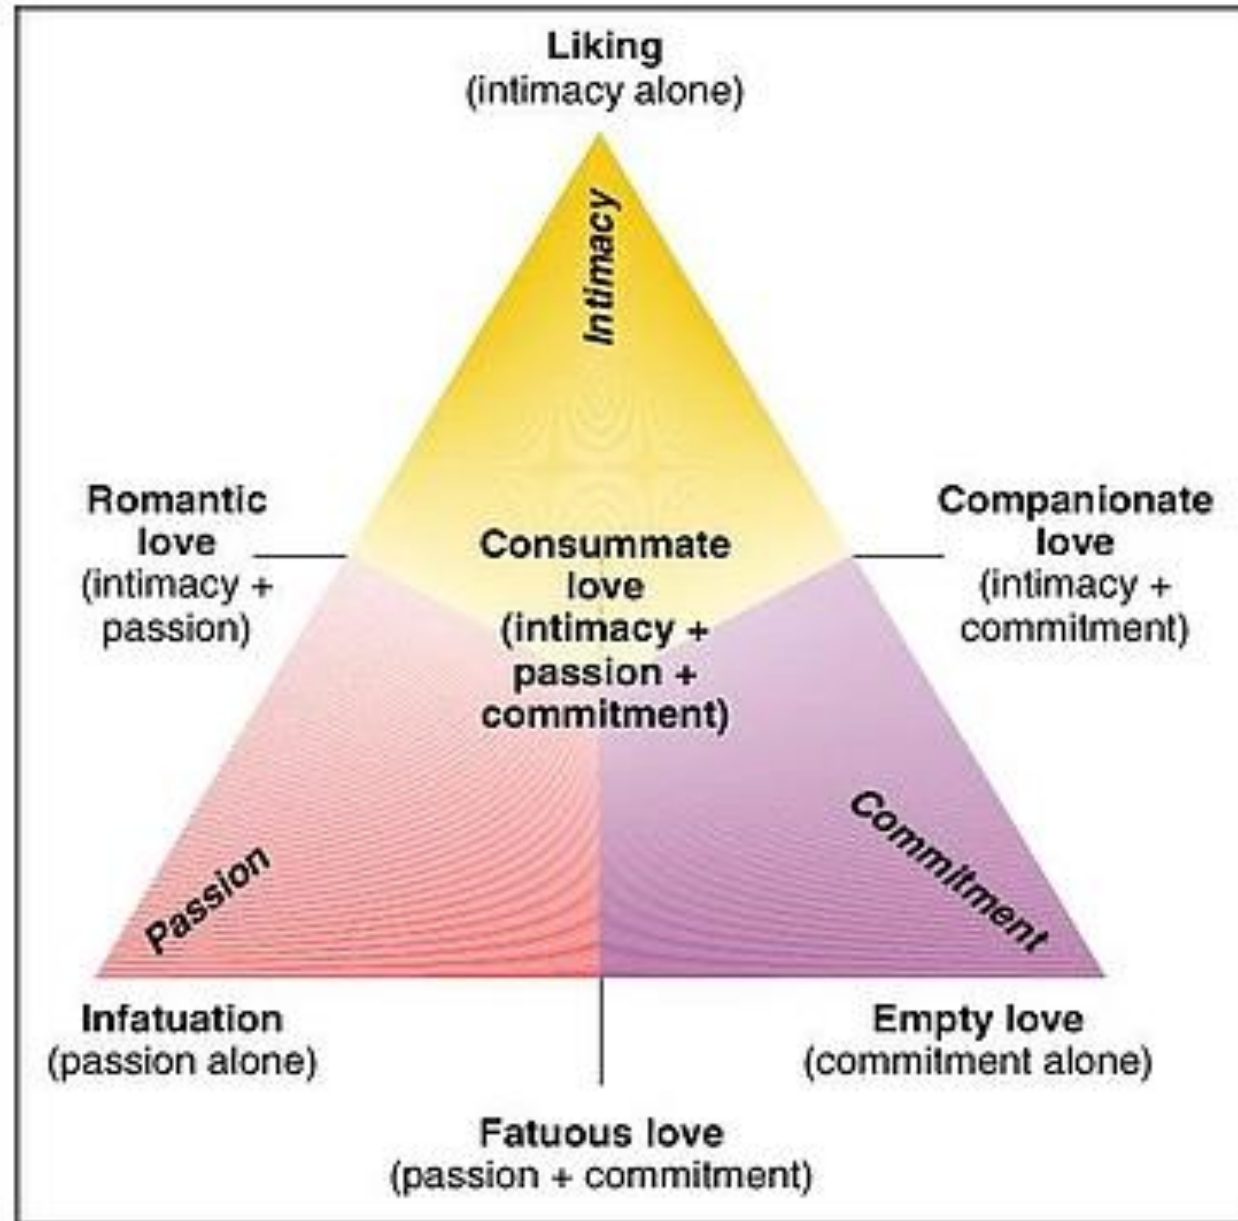 Liking
(intimacy alone)
Intimacy
Romantic
love
(intimacy +
passion)
Consummate
love
(intimacy +
passion +
commitment)
Companionate
love
(intimacy +
commitment)
Passion
Commitment
Infatuation
(passion alone)
Empty love
(commitment alone)
Fatuous love
(passion + commitment)